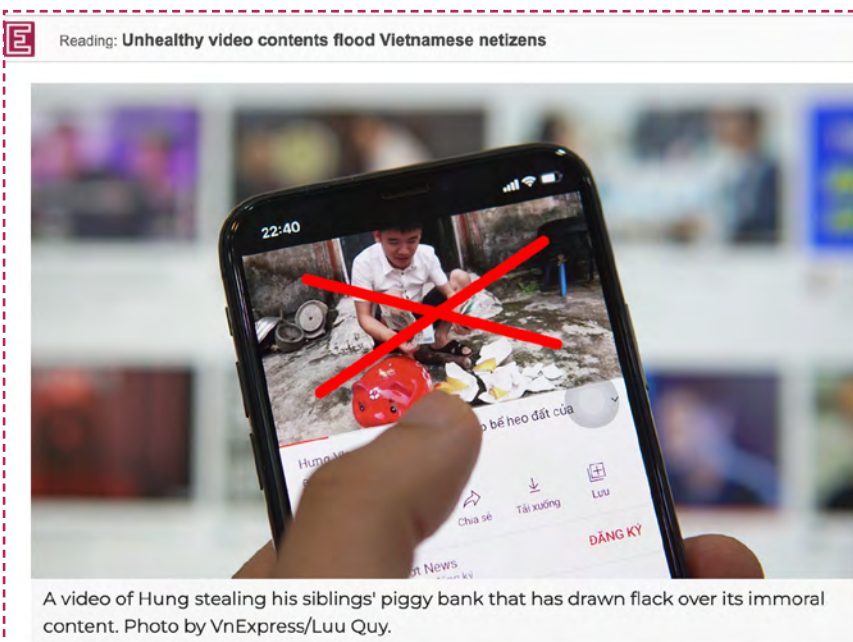 E
Reading: Unhealthy video contents flood Vietnamese netizens
22:40
bể heo đất của
Chia sẻ
Tải xuống
Lưu
News
ĐĂNG KÝ
A video of Hung stealing his siblings' piggy bank that has drawn flack over its immoral
content. Photo by VnExpress/Luu Quy.